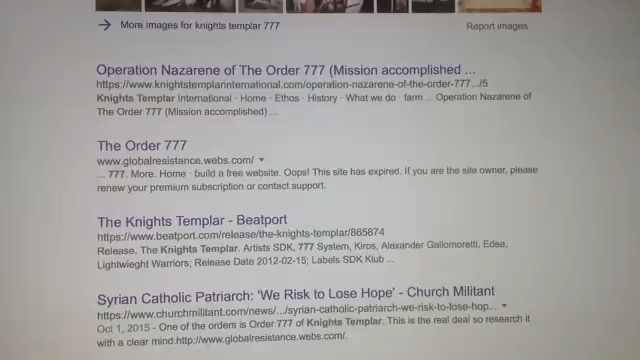 → More images for knights templar 777 Report images
Operation Nazarene of The Order 777 (Mission accomplished ...
https://www.knightstemplarinternational.com/operation-nazarene-of-the-order-777.../5
Knights Templar International · Home · Ethos · History · What we do · farm ... Operation Nazarene of
The Order 777 (Mission accomplished) ...
The Order 777
www.globalresistance.webs.com/
... 777. More. Home · build a free website. Oops! This site has expired. If you are the site owner, please
renew your premium subscription or contact support.
The Knights Templar - Beatport
https://www.beatport.com/release/the-knights-templar/865874
Release. The Knights Templar. Artists SDK, 777 System, Kiros, Alexander Gallomoretti, Edea,
Lightwieght Warriors; Release Date 2012-02-15; Labels SDK Klub ...
Syrian Catholic Patriarch: 'We Risk to Lose Hope' - Church Militant
https://www.churchmilitant.com/news/.../syrian-catholic-patriarch-we-risk-to-lose-hop...
Oct 1, 2015 - One of the orders is Order 777 of Knights Templar. This is the real deal so research it
with a clear mind.http://www.globalresistance.webs.com/.